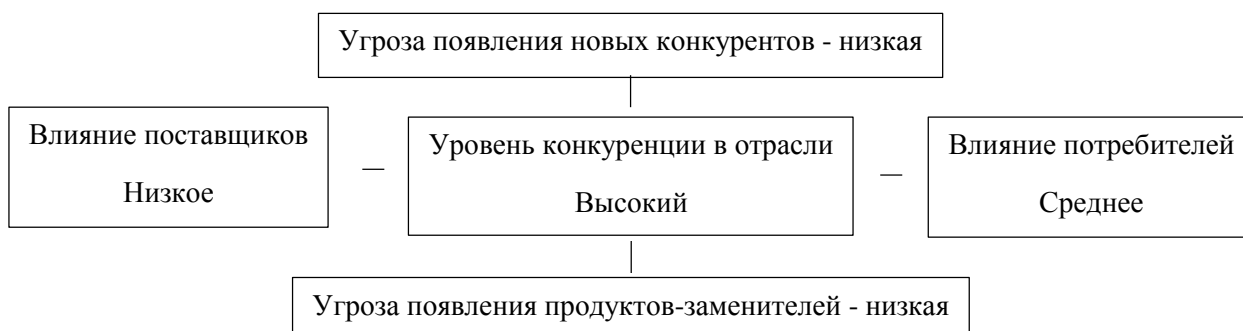 Угроза появления новых конкурентов - низкая
Влияние поставщиков
Низкое
Уровень конкуренции в отрасли
Высокий
Влияние потребителей
Среднее
Угроза появления продуктов-заменителей - низкая